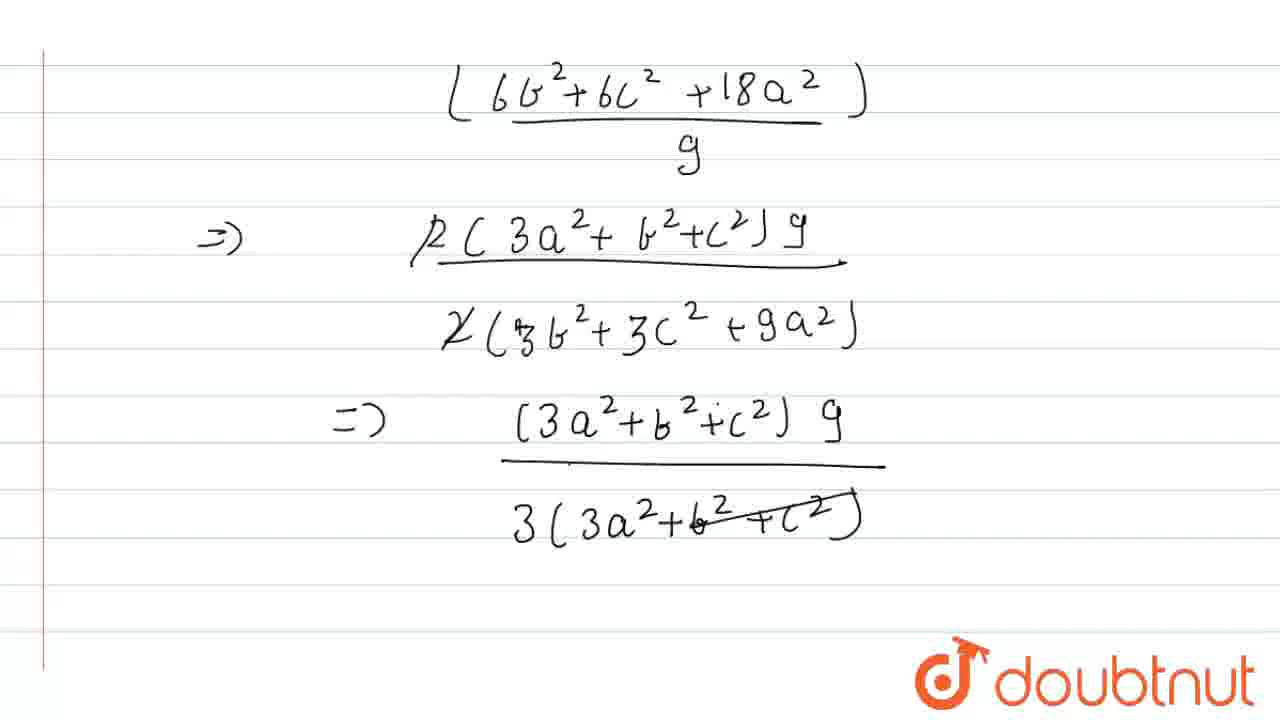 ( 6b² + 6c² + 18a² )
9
=> 2 ( 3a² + b² + c² ) 9
2 ( 3b² + 3c² + 9a² )
=> ( 3a² + b² + c² ) 9
3 ( 3a² + b² + c² )
doubtnut